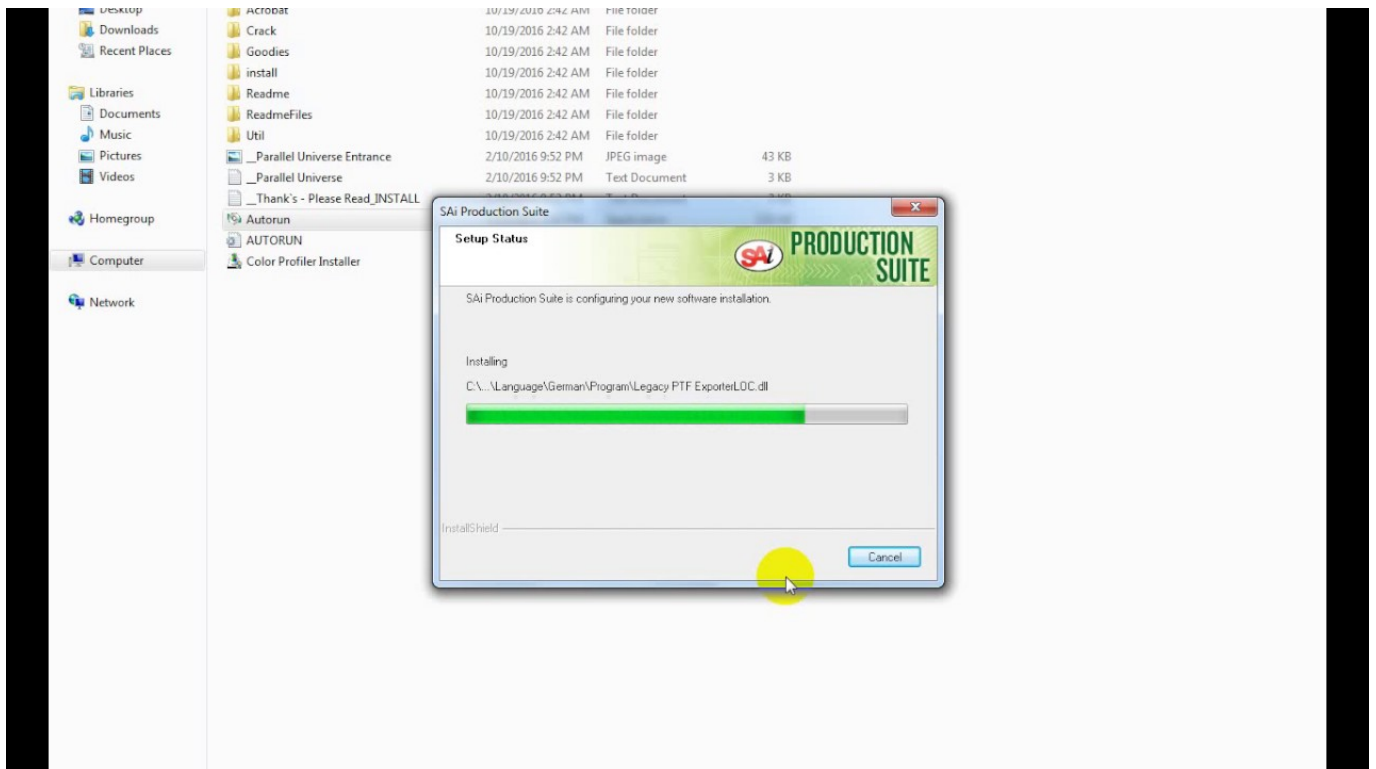 Desktop
Acrobat 10/19/2016 2:42 AM File folder
Downloads
Crack 10/19/2016 2:42 AM File folder
Recent Places
Goodies 10/19/2016 2:42 AM File folder
install 10/19/2016 2:42 AM File folder
Libraries
Readme 10/19/2016 2:42 AM File folder
Documents
ReadmeFiles 10/19/2016 2:42 AM File folder
Music
Util 10/19/2016 2:42 AM File folder
Pictures
__Parallel Universe Entrance 2/10/2016 9:52 PM JPEG image 43 KB
Videos
__Parallel Universe 2/10/2016 9:52 PM Text Document 3 KB
__Thank's - Please Read_INSTALL
Homegroup
Autorun
AUTORUN
Computer
Color Profiler Installer
Network
SAi Production Suite
Setup Status
SAi PRODUCTION
SUITE
SAi Production Suite is configuring your new software installation.
Installing
C:\...\Language\German\Program\Legacy PTF ExporterLOC.dll
InstallShield
Cancel